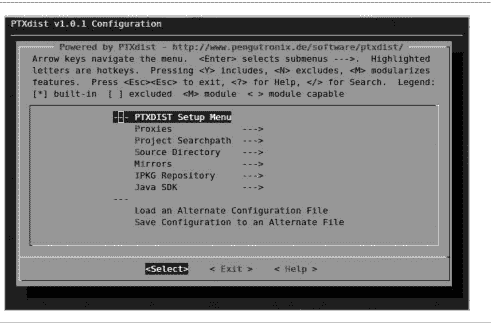 PTXdist v1.0.1 Configuration
Powered by PTXdist - http://www.pengutronix.de/software/ptxdist/
Arrow keys navigate the menu. <Enter> selects submenus --->. Highlighted
letters are hotkeys. Pressing <Y> includes, <N> excludes, <M> modularizes
features. Press <Esc><Esc> to exit, <?> for Help, </> for Search. Legend:
[*] built-in [ ] excluded <M> module < > module capable
--- PTXDIST Setup Menu
Proxies --->
Project Searchpath --->
Source Directory --->
Mirrors --->
IPKG Repository --->
Java SDK --->
---
Load an Alternate Configuration File
Save Configuration to an Alternate File
<Select> < Exit > < Help >